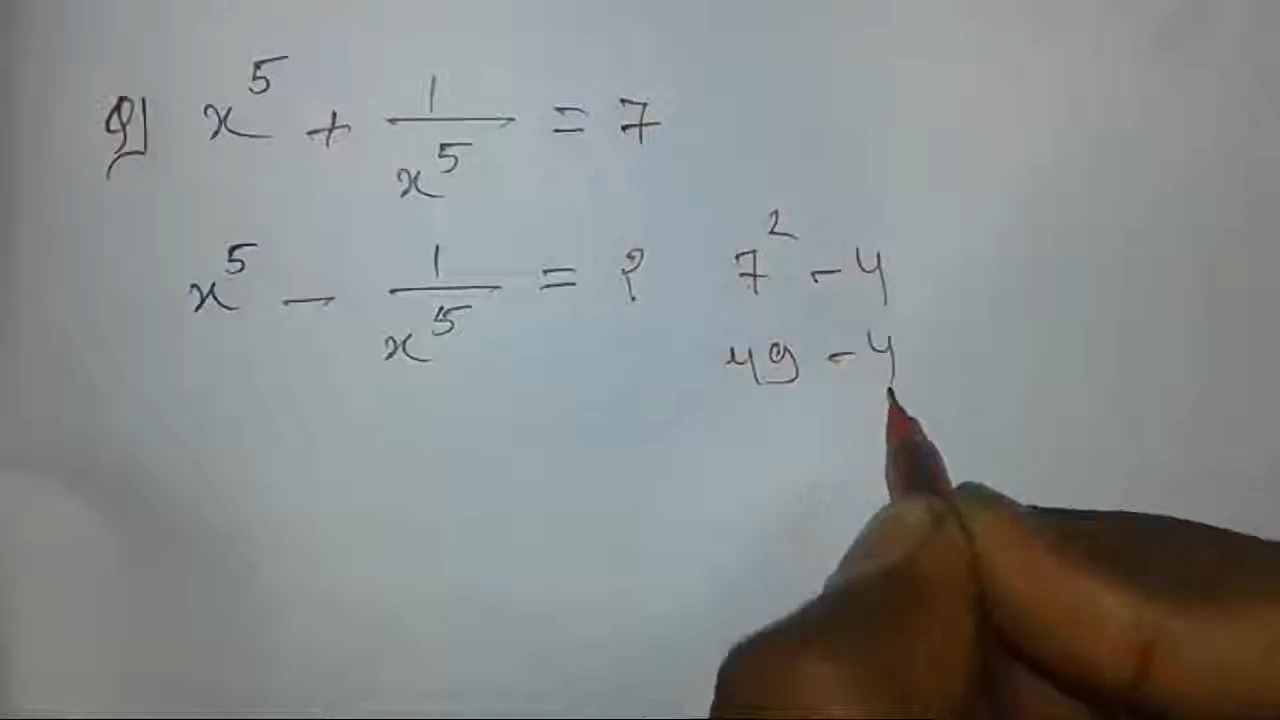 Q] x^5 + 1/x^5 = 7
x^5 - 1/x^5 = ?
7^2 - 4
49 - 4